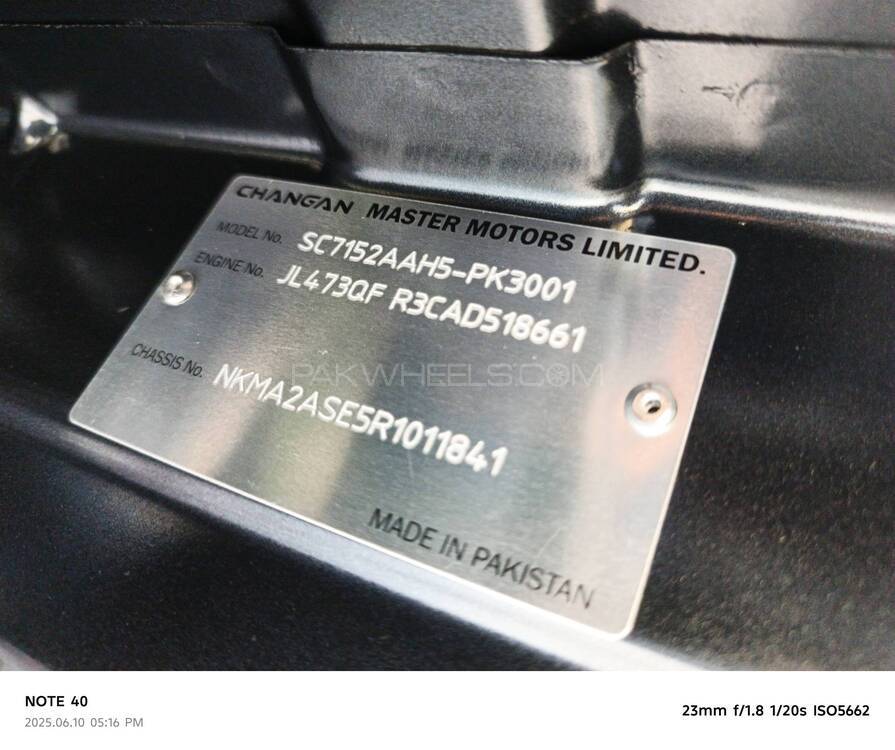 CHANGAN MASTER MOTORS LIMITED.
MODEL No. SC7152AAH5-PK3001
ENGINE No. JL473QF R3CAD518661
PAKWHEELS.COM
CHASSIS No. NKMA2ASE5R1011841
MADE IN PAKISTAN
NOTE 40
2025.06.10 05:16 PM
23mm f/1.8 1/20s ISO5662